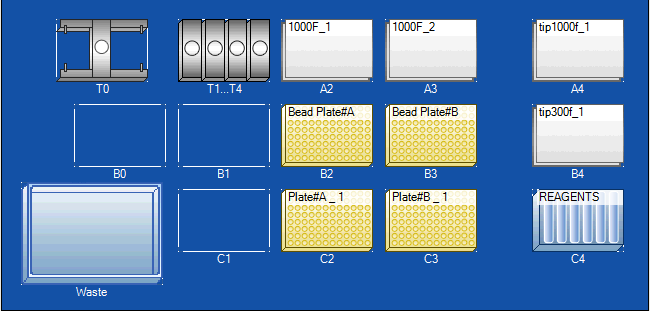 1000F_1
1000F_2
tip1000f_1
T0
T1...T4
A2
A3
A4
Bead Plate#A
Bead Plate#B
tip300f_1
B0
B1
B2
B3
B4
Plate#A _ 1
Plate#B _ 1
REAGENTS
C1
C2
C3
C4
Waste